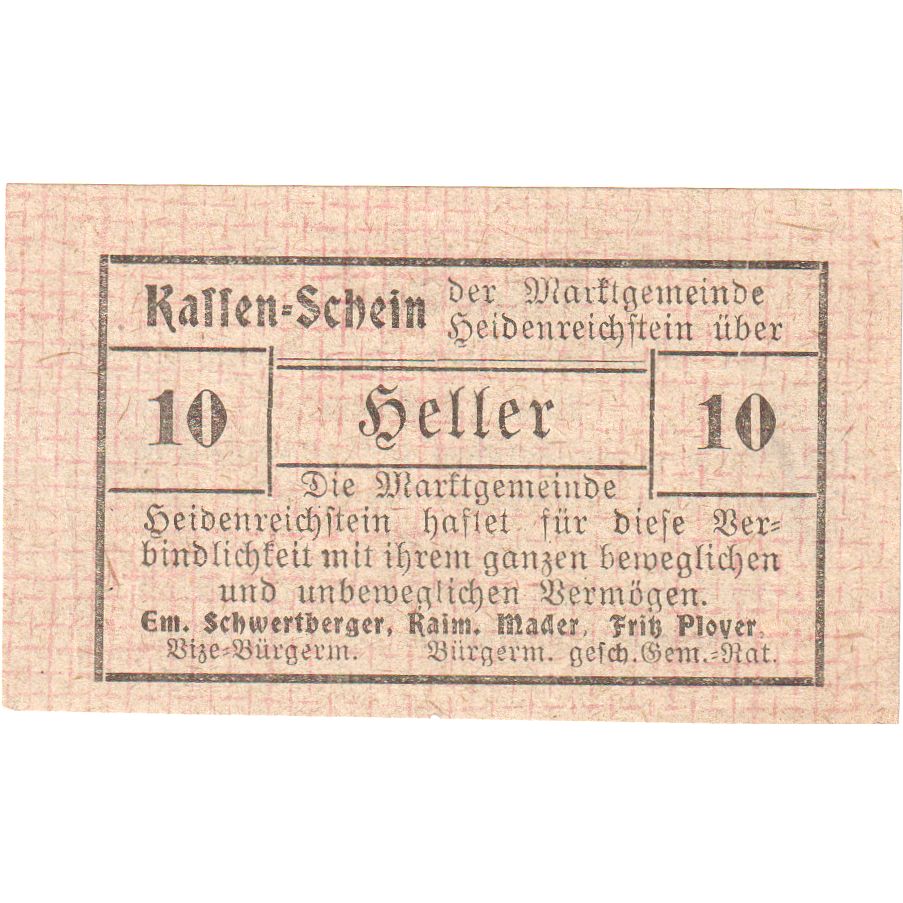 Kassen-Schein
der Marktgemeinde
Heidenreichstein über
10 Heller 10
Die Marktgemeinde
Heidenreichstein haftet für diese Ver-
bindlichkeit mit ihrem ganzen beweglichen
und unbeweglichen Vermögen.
Em. Schwertberger, Raim. Mader, Fritz Ployer,
Vize-Bürgerm. Bürgerm. gesch. Gem.-Rat.